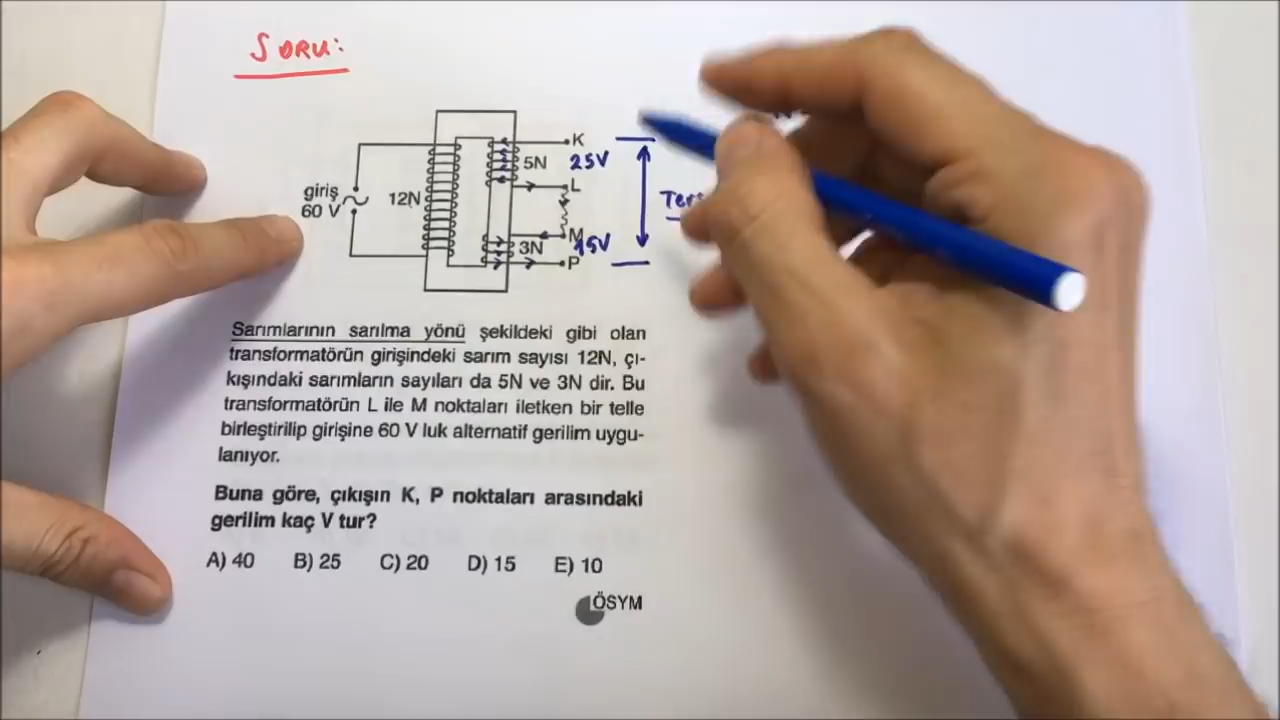 SORU:
K
5N
25V
L
giriş
60 V
12N
M
3N
15V
P
Sarımlarının sarılma yönü şekildeki gibi olan
transformatörün girişindeki sarım sayısı 12N, çı-
kışındaki sarımların sayıları da 5N ve 3N dir. Bu
transformatörün L ile M noktaları iletken bir telle
birleştirilip girişine 60 V luk alternatif gerilim uygu-
lanıyor.
Buna göre, çıkışın K, P noktaları arasındaki
gerilim kaç V tur?
A) 40 B) 25 C) 20 D) 15 E) 10
ÖSYM